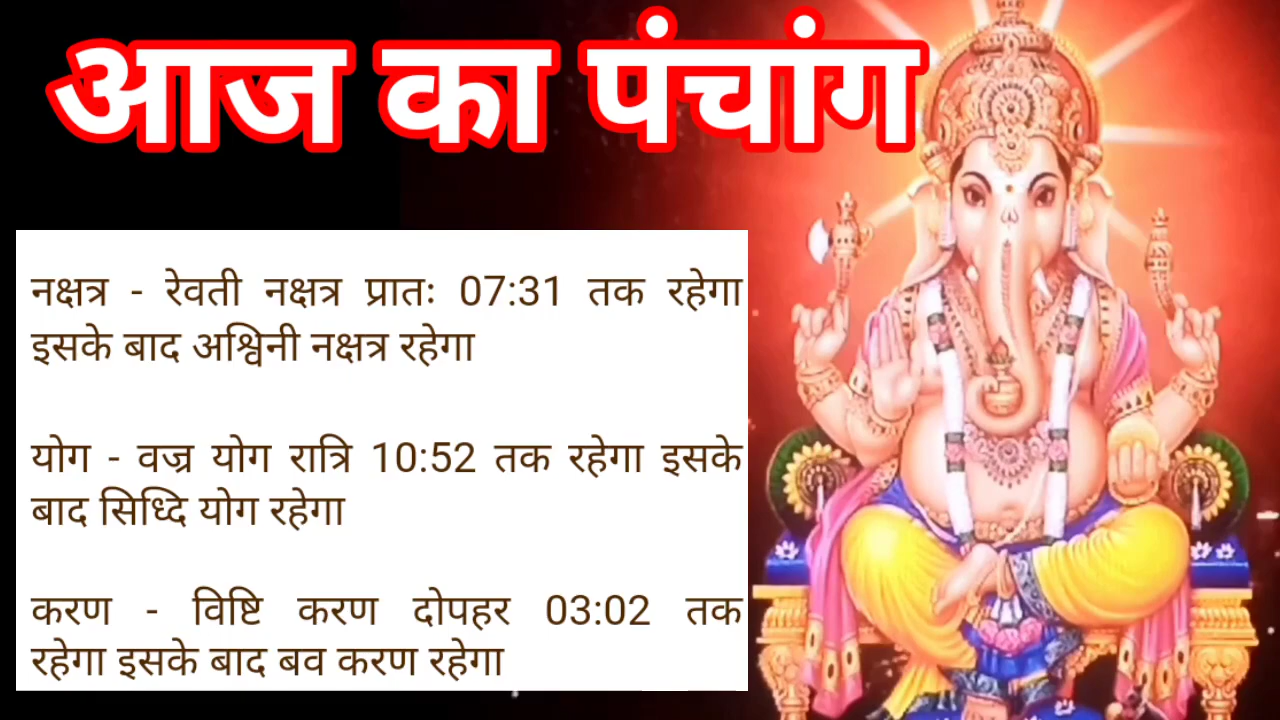 आज का पंचांग
नक्षत्र - रेवती नक्षत्र प्रातः 07:31 तक रहेगा
इसके बाद अश्विनी नक्षत्र रहेगा
योग - वज्र योग रात्रि 10:52 तक रहेगा इसके
बाद सिध्दि योग रहेगा
करण - विष्टि करण दोपहर 03:02 तक
रहेगा इसके बाद बव करण रहेगा